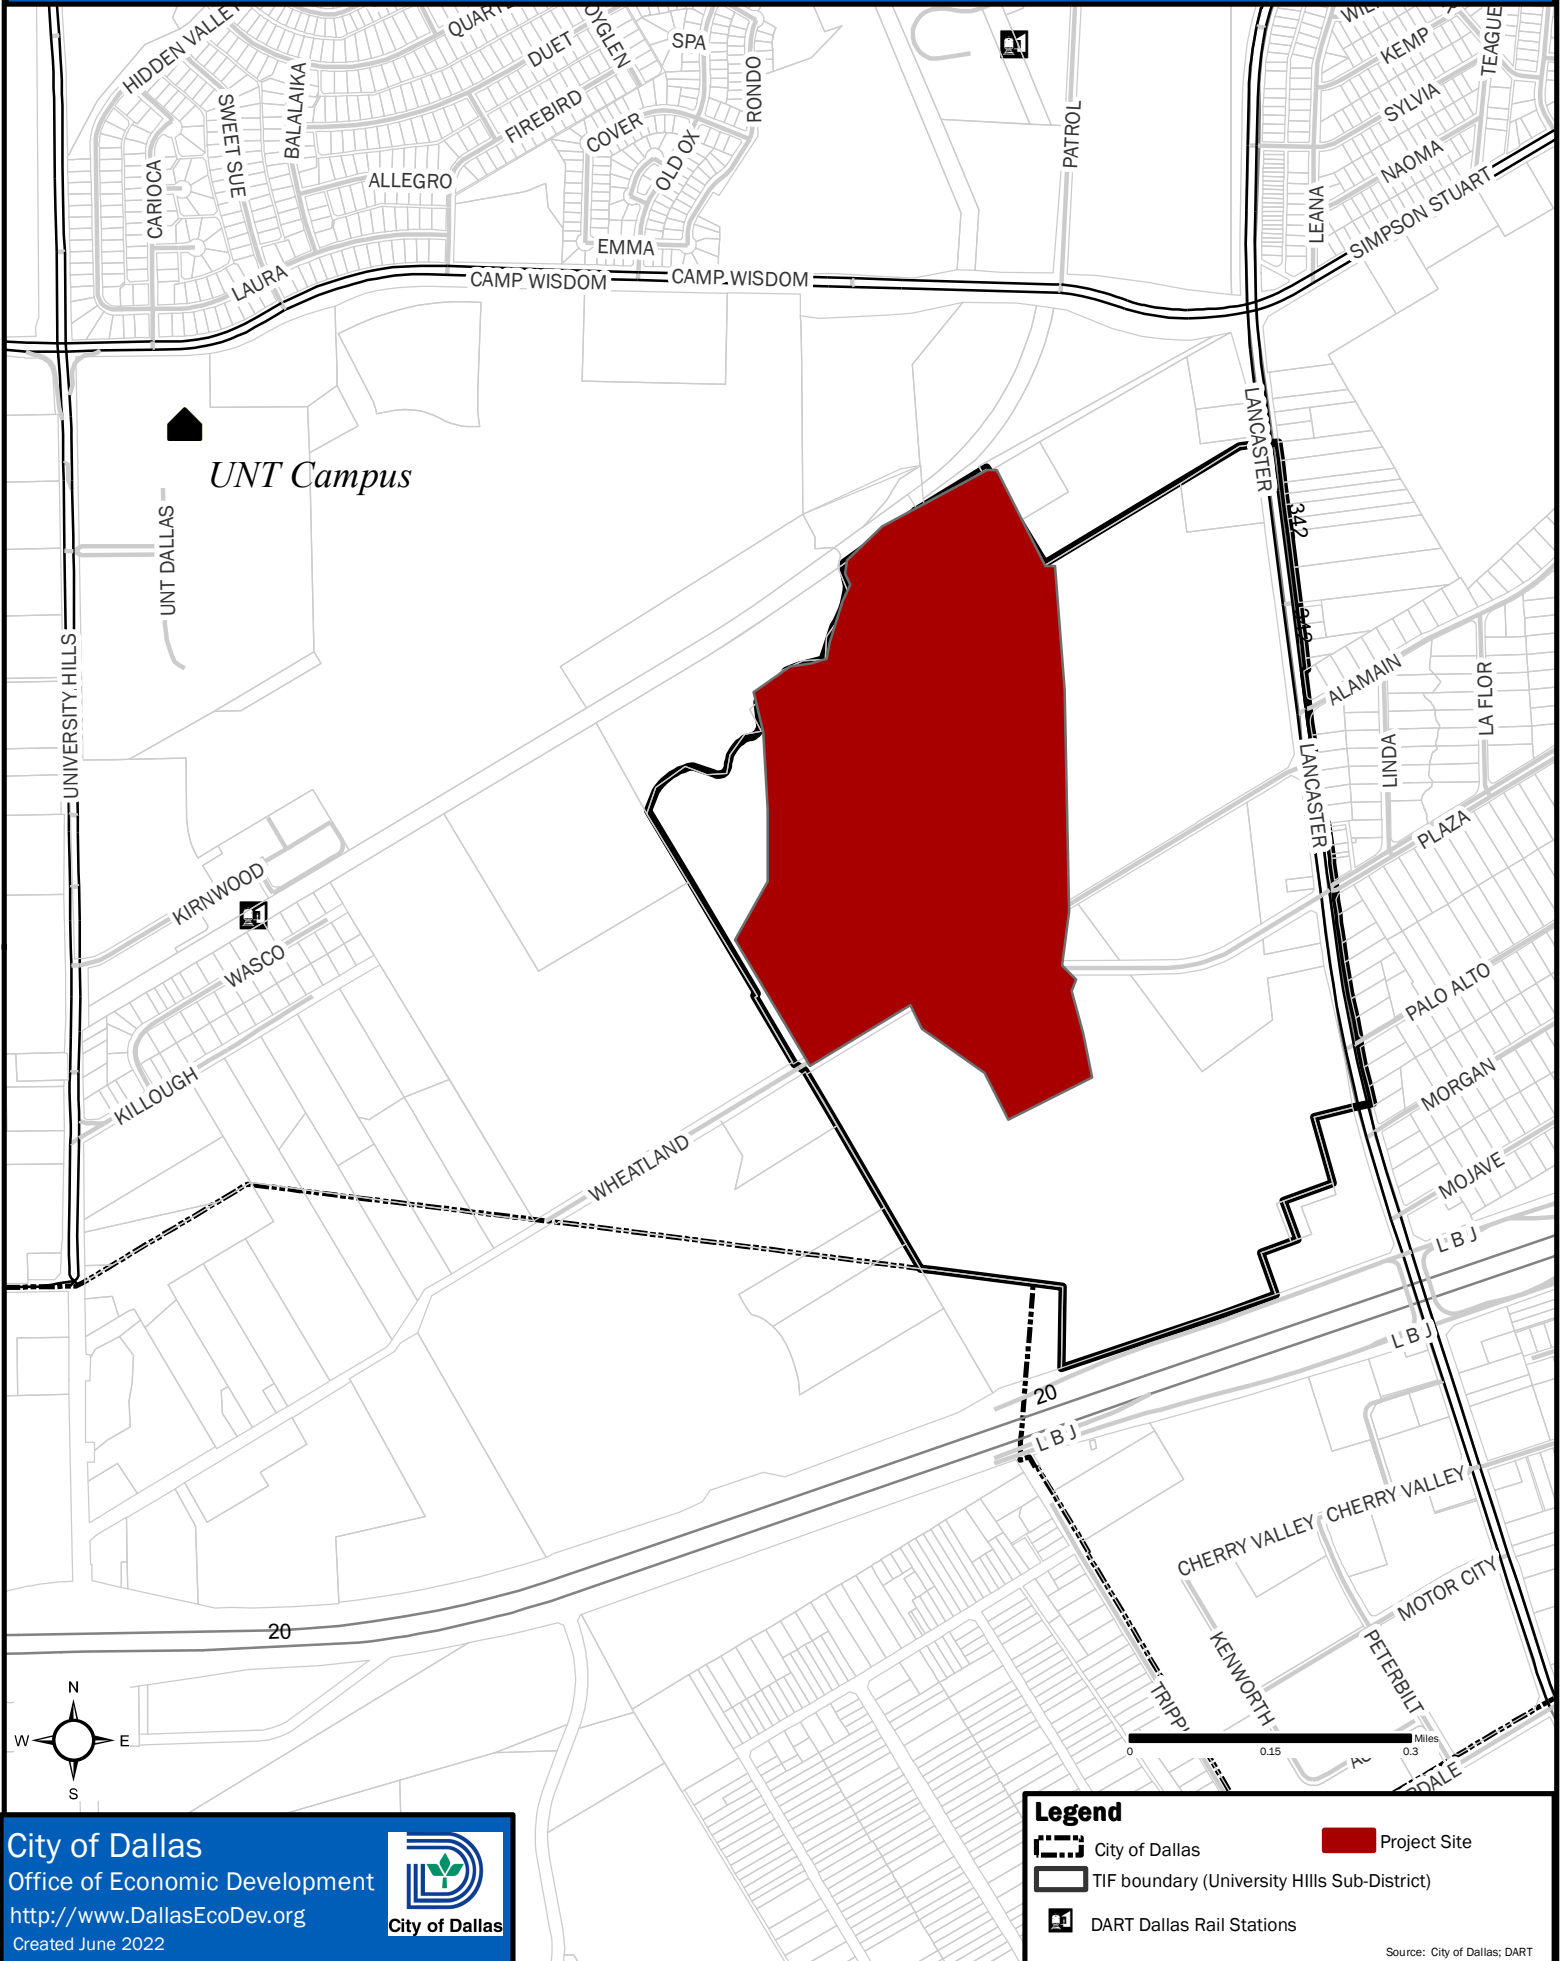 HIDDEN VALLEY
DUET
SPA
RONDO
SWEET SUE
BALALAIKA
FIREBIRD
COVER
OLD OX
CARIOCA
ALLEGRO
EMMA
LAURA
CAMP WISDOM
CAMP WISDOM
PATROL
KEMP
TEAGUE
SYLVIA
NAOMA
LEANA
SIMPSON STUART
UNT Campus
UNT DALLAS
UNIVERSITY HILLS
LANCASTER
342
342
ALAMAIN
LA FLOR
LINDA
LANCASTER
PLAZA
KIRNWOOD
WASCO
KILLOUGH
WHEATLAND
PALO ALTO
MORGAN
MOJAVE
L B J
L B J
20
L B J
CHERRY VALLEY
CHERRY VALLEY
MOTOR CITY
KENWORTH
PETERBILT
20
N
W
E
S
0
0.15
0.3
Miles
City of Dallas
Office of Economic Development
http://www.DallasEcoDev.org
Created June 2022
City of Dallas
Legend
City of Dallas
Project Site
TIF boundary (University HIlls Sub-District)
DART Dallas Rail Stations
Source: City of Dallas; DART